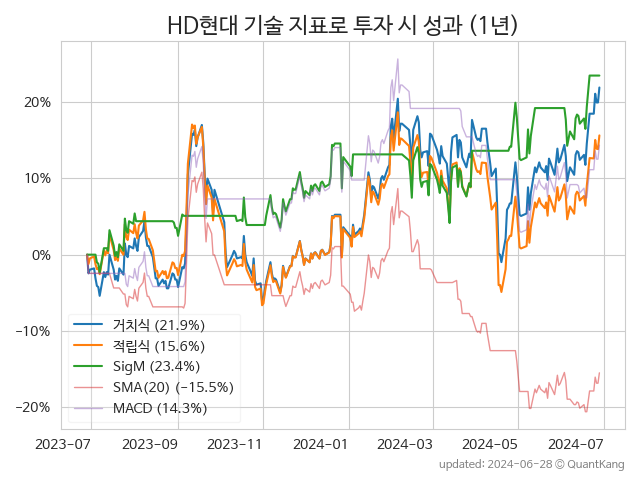 HD현대 기술 지표로 투자 시 성과 (1년)
20%
10%
0%
−10%
−20%
거치식 (21.9%)
적립식 (15.6%)
SigM (23.4%)
SMA(20) (−15.5%)
MACD (14.3%)
2023-07 2023-09 2023-11 2024-01 2024-03 2024-05 2024-07
updated: 2024-06-28 © QuantKang